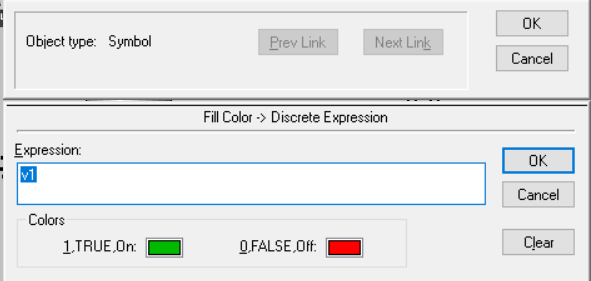 OK
Object type: Symbol Prev Link Next Link
Cancel
Fill Color -> Discrete Expression
Expression:
v1
OK
Cancel
Colors
1,TRUE,On: 0,FALSE,Off:
Clear